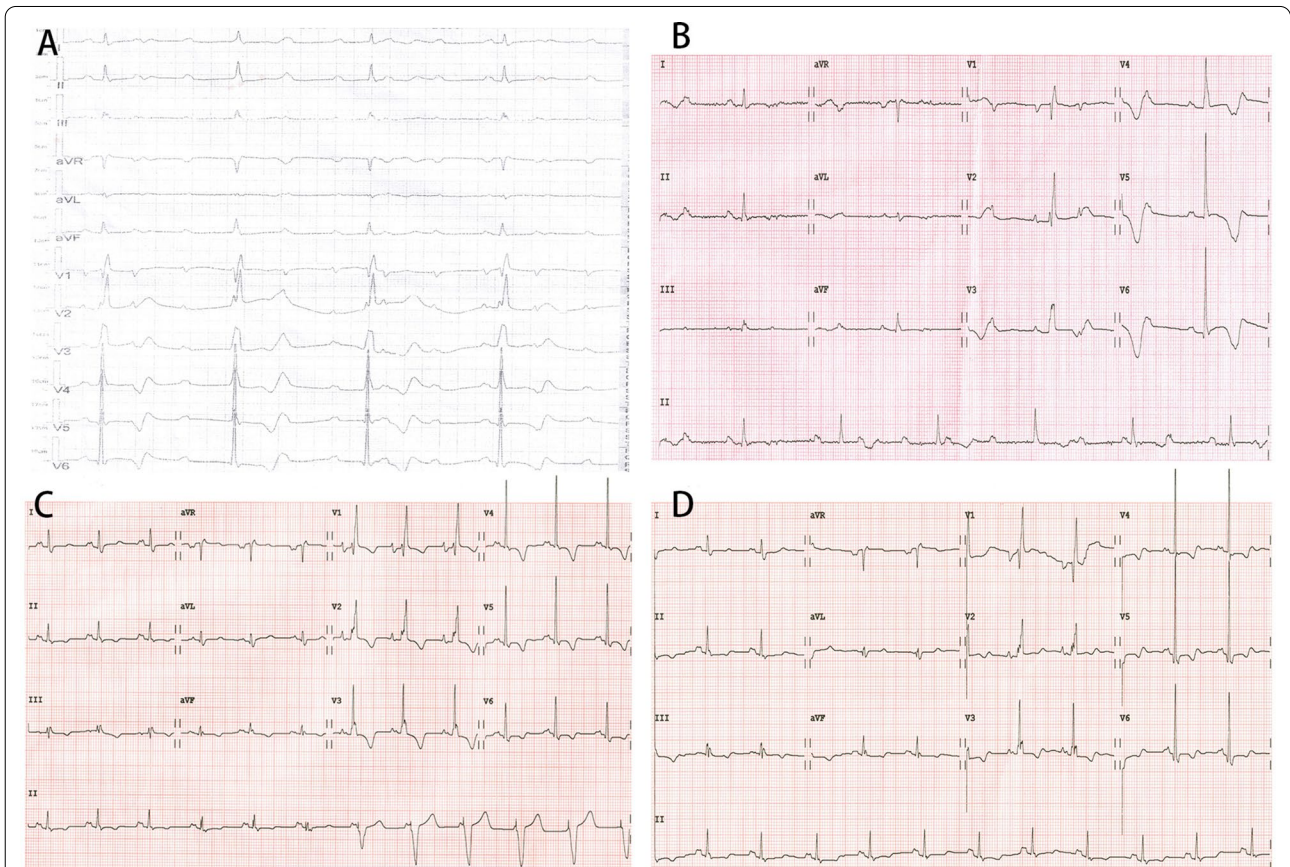 A
II
III
aVR
aVL
aVF
V1
V2
V3
V4
V5
V6
B
I aVR V1 V4
II aVL V2 V5
III aVF V3 V6
II
C
I aVR V1 V4
II aVL V2 V5
III aVF V3 V6
II
D
I aVR V1 V4
II aVL V2 V5
III aVF V3 V6
II